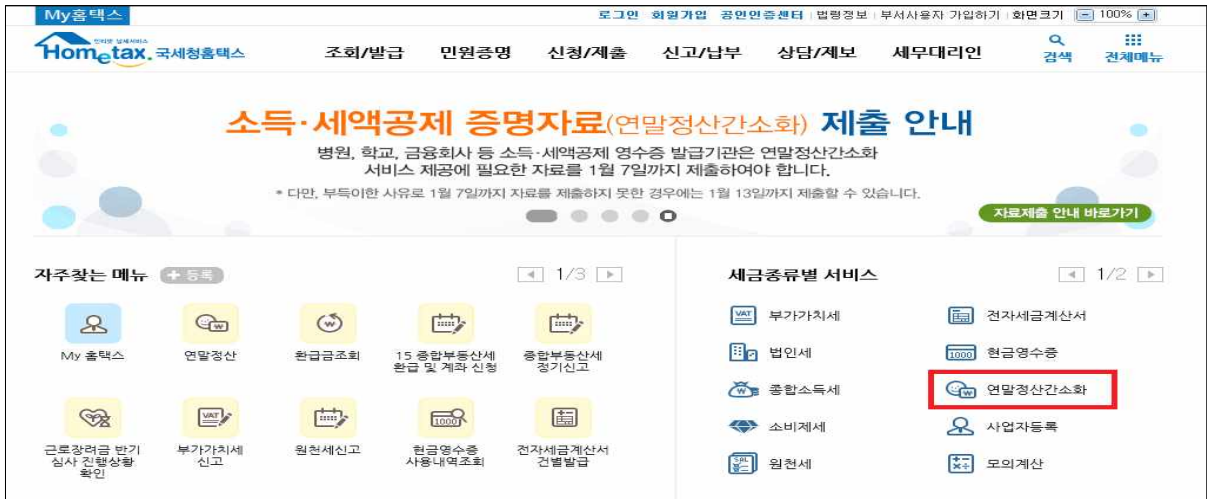 My홈택스
로그인 회원가입 공인인증센터 법령정보 부서사용자 가입하기 화면크기 - 100% +
Hometax. 국세청홈택스 조회/발급 민원증명 신청/제출 신고/납부 상담/제보 세무대리인 검색 전체메뉴
소득·세액공제 증명자료(연말정산간소화) 제출 안내
병원, 학교, 금융회사 등 소득·세액공제 영수증 발급기관은 연말정산간소화
서비스 제공에 필요한 자료를 1월 7일까지 제출하여야 합니다.
* 다만, 부득이한 사유로 1월 7일까지 자료를 제출하지 못한 경우에는 1월 13일까지 제출할 수 있습니다.
자료제출 안내 바로가기
자주찾는 메뉴 + 등록 1/3
My 홈택스 연말정산 환급금조회 15 종합부동산세 종합부동산세
환급 및 계좌 신청 정기신고
근로장려금 반기 부가가치세 원천세신고 현금영수증 전자세금계산서
심사 진행상황 신고 사용내역조회 건별발급
확인
세금종류별 서비스 1/2
VAT 부가가치세 전자세금계산서
법인세 1000 현금영수증
종합소득세 연말정산간소화
소비제세 사업자등록
원천세 모의계산